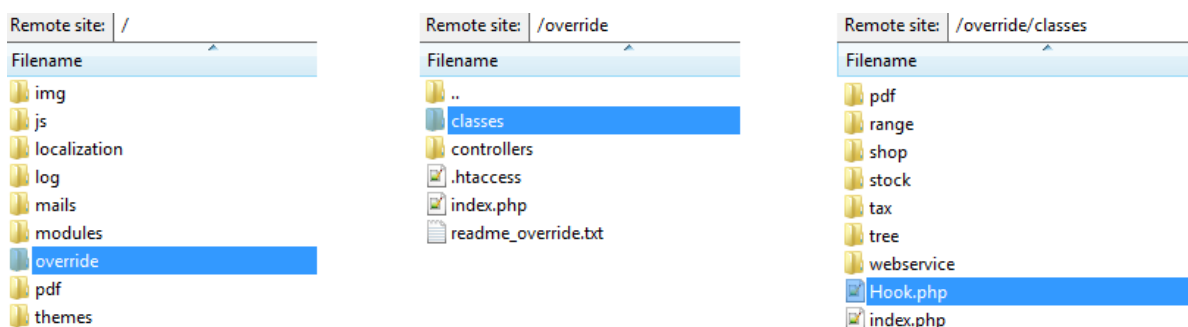 Remote site: /
Filename
img
js
localization
log
mails
modules
override
pdf
themes
Remote site: /override
Filename
..
classes
controllers
.htaccess
index.php
readme_override.txt
Remote site: /override/classes
Filename
pdf
range
shop
stock
tax
tree
webservice
Hook.php
index.php